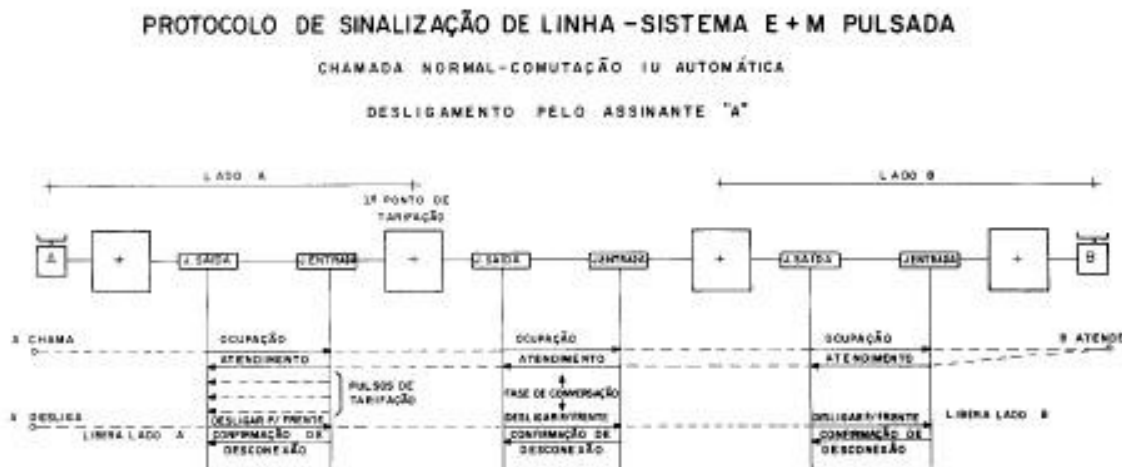 PROTOCOLO DE SINALIZAÇÃO DE LINHA - SISTEMA E + M PULSADA
CHAMADA NORMAL - COMUTAÇÃO IU AUTOMÁTICA
DESLIGAMENTO PELO ASSINANTE "A"
LADO A
LADO B
1º PONTO DE
TARIFAÇÃO
A + J. SAÍDA J. ENTRADA + J. SAÍDA J. ENTRADA + J. SAÍDA J. ENTRADA + B
A CHAMA OCUPAÇÃO OCUPAÇÃO OCUPAÇÃO B ATENDE
ATENDIMENTO ATENDIMENTO ATENDIMENTO
PULSOS DE
TARIFAÇÃO
FASE DE CONVERSAÇÃO
A DESLIGA DESLIGAR P/ FRENTE DESLIGAR P/ FRENTE DESLIGAR P/ FRENTE LIBERA LADO B
LIBERA LADO A CONFIRMAÇÃO DE CONFIRMAÇÃO DE CONFIRMAÇÃO DE
DESCONEXÃO DESCONEXÃO DESCONEXÃO